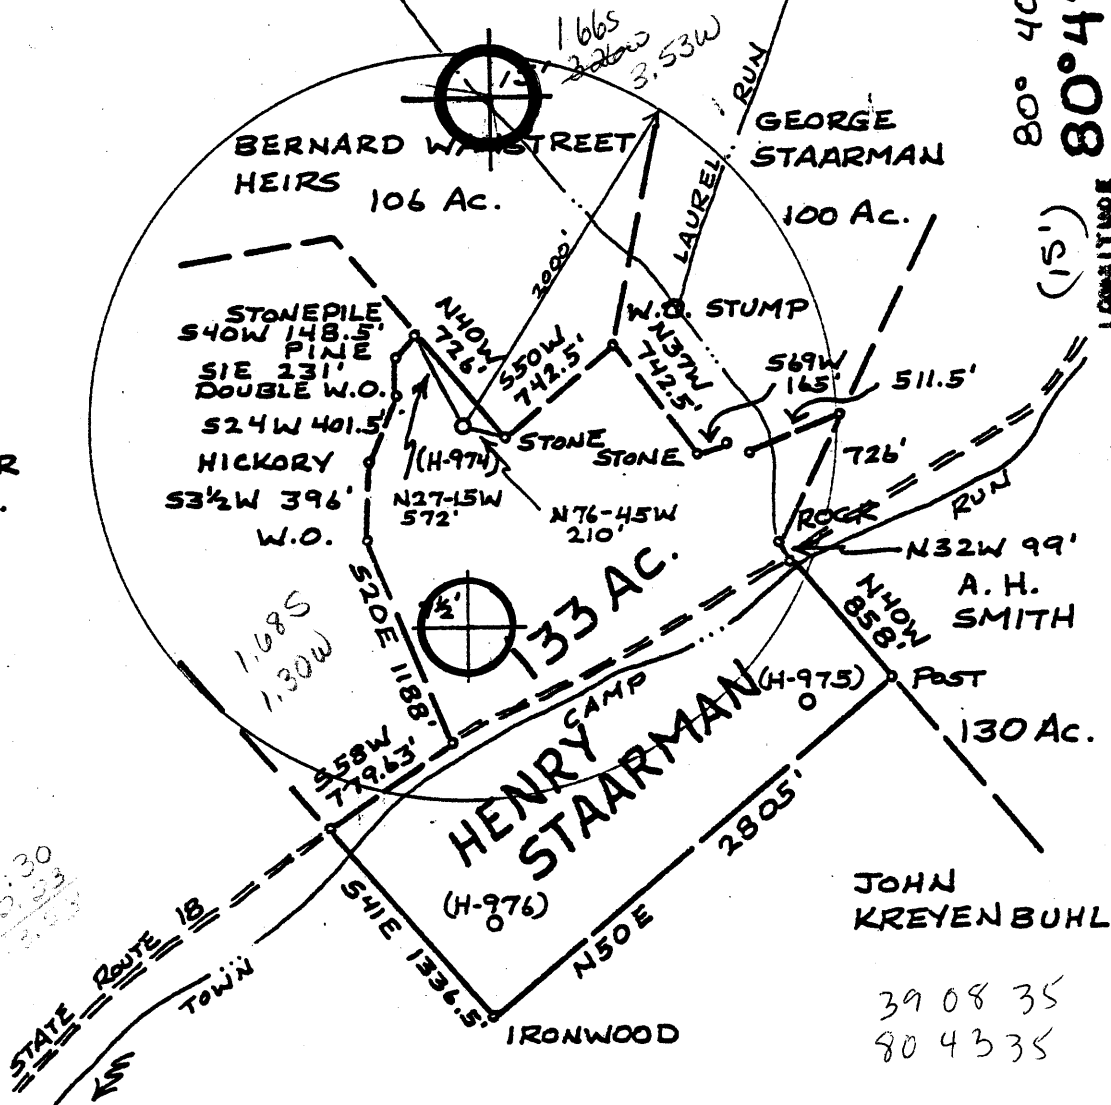 1.66S
3.53W
15'
80° 40
80° 4
(15')
BERNARD W STREET
HEIRS
106 Ac.
GEORGE
STAARMAN
100 Ac.
LAUREL RUN
2000'
STONEPILE
S40W 148.5'
PINE
S1E 231'
DOUBLE W.O.
S24W 401.5'
HICKORY
S3½W 396'
W.O.
N40W
726'
S50W
742.5'
W.O. STUMP
N37W
742.5'
S69W
165'
511.5'
STONE
STONE
(H-974)
726'
R
N27-15W
572'
N76-45W
210'
ROCK
RUN
N32W 99'
A. H.
SMITH
N40W
858'
S20E 1188'
½'
133 Ac.
1.68S
1.30W
(H-975)
POST
130 Ac.
CAMP
S58W
779.63'
HENRY
STAARMAN
2805'
N50E
(H-976)
S41E 1336.5'
JOHN
KREYENBUHL
STATE ROUTE 18
TOWN
IRONWOOD
39 08 35
80 43 35